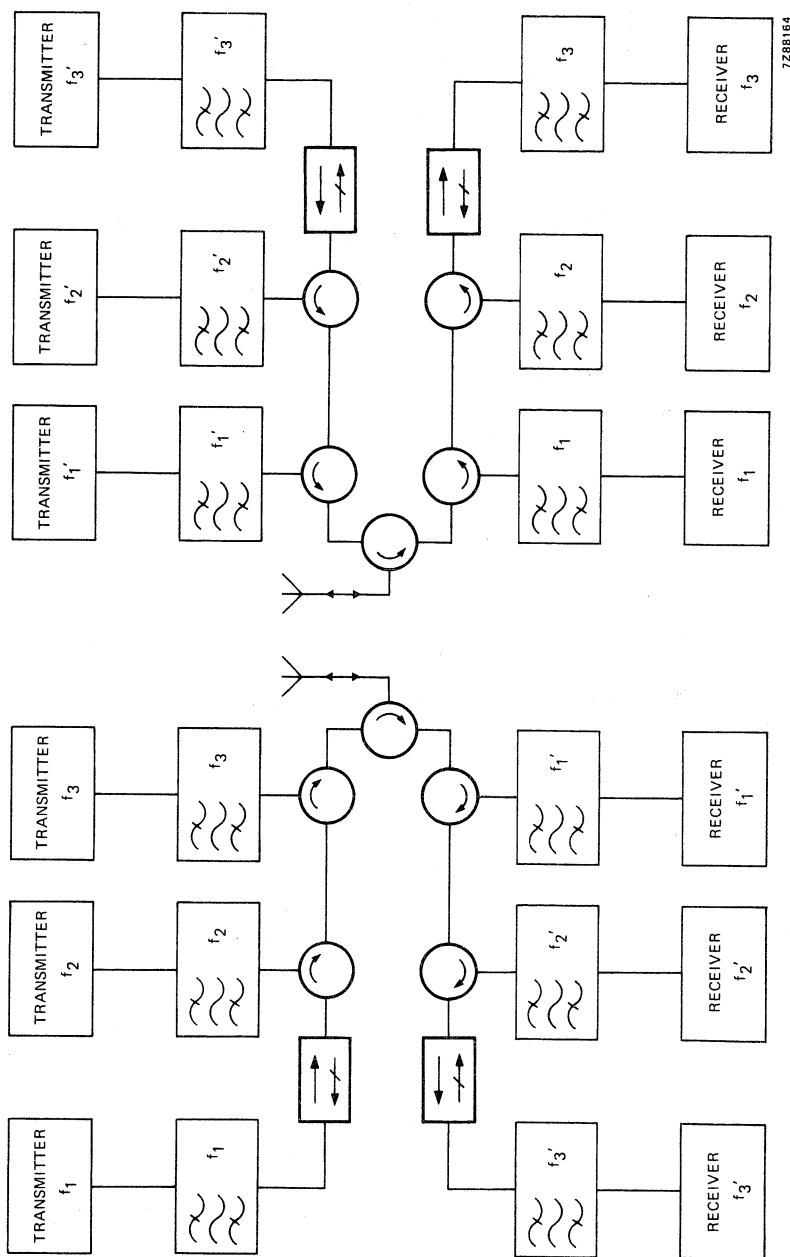 TRANSMITTER
f1
TRANSMITTER
f2
TRANSMITTER
f3
TRANSMITTER
f1'
TRANSMITTER
f2'
TRANSMITTER
f3'
f1
f2
f3
f1'
f2'
f3'
f3'
f2'
f1'
f1
f2
f3
RECEIVER
f3'
RECEIVER
f2'
RECEIVER
f1'
RECEIVER
f1
RECEIVER
f2
RECEIVER
f3
7Z88164